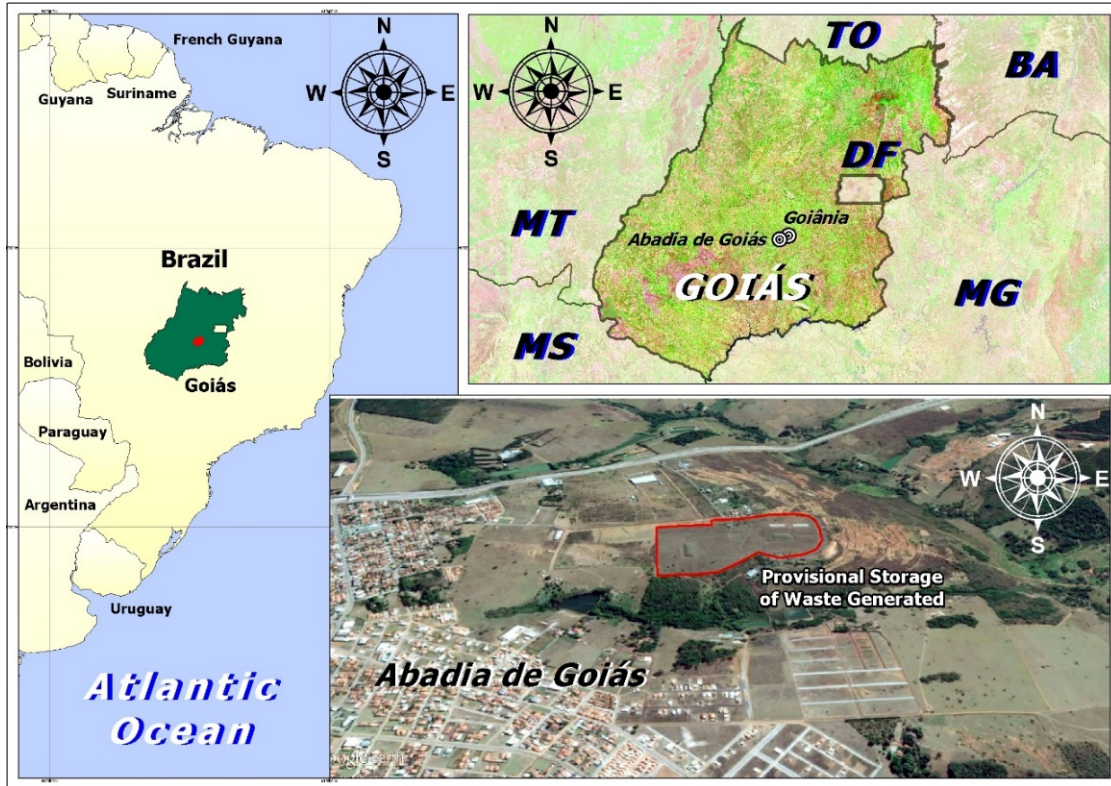 French Guyana
Suriname
Guyana
N
W
E
S
Brazil
Bolivia
Goiás
Paraguay
Argentina
Uruguay
Atlantic
Ocean
N
W
E
S
TO
BA
DF
MT
Goiânia
Abadia de Goiás
GOIÁS
MG
MS
N
W
E
S
Provisional Storage
of Waste Generated
Abadia de Goiás